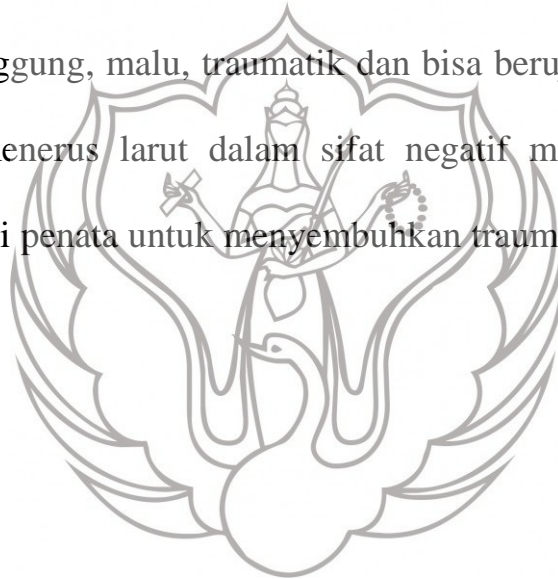 ggung, malu, traumatik dan bisa beru
enerus larut dalam sifat negatif m
i penata untuk menyembuhkan traum